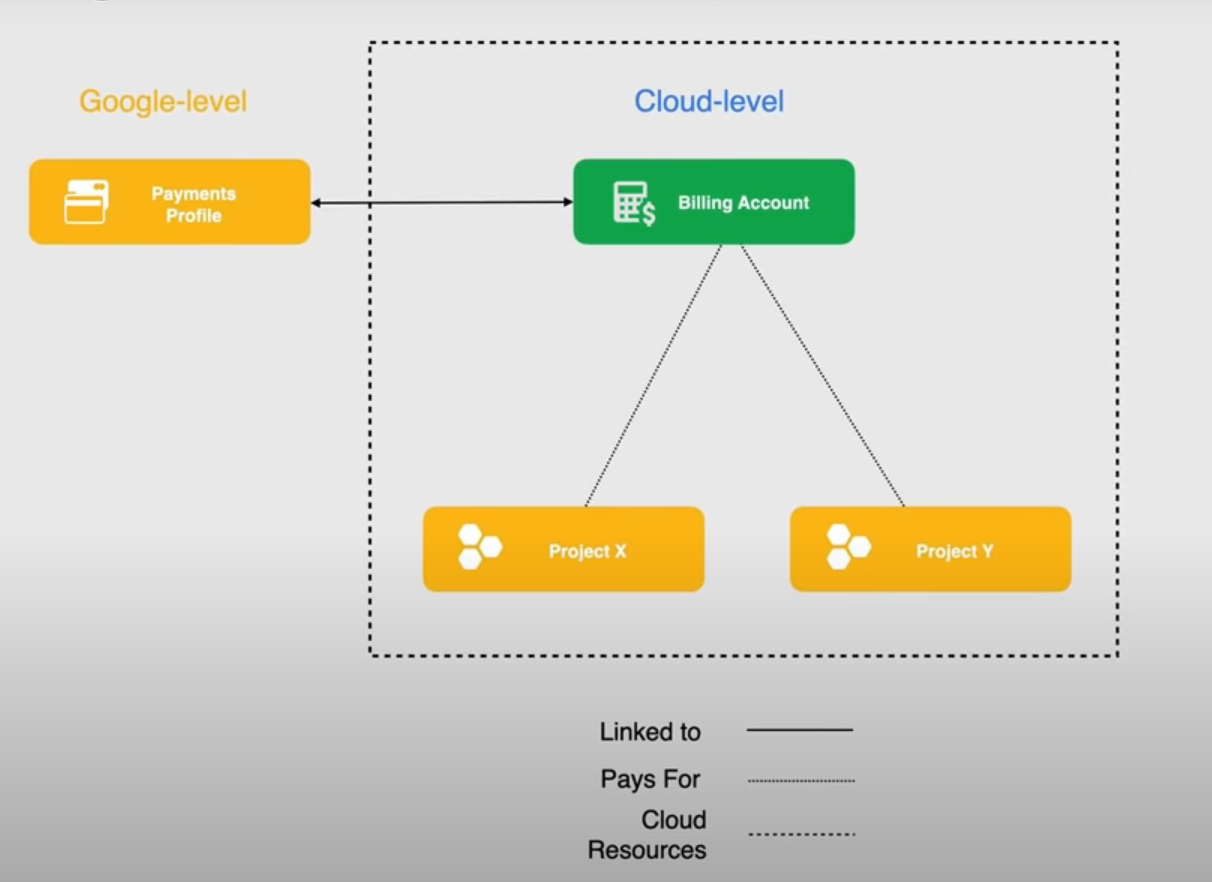 Google-level
Cloud-level
Payments
Profile
Billing Account
Project X
Project Y
Linked to
Pays For
Cloud
Resources